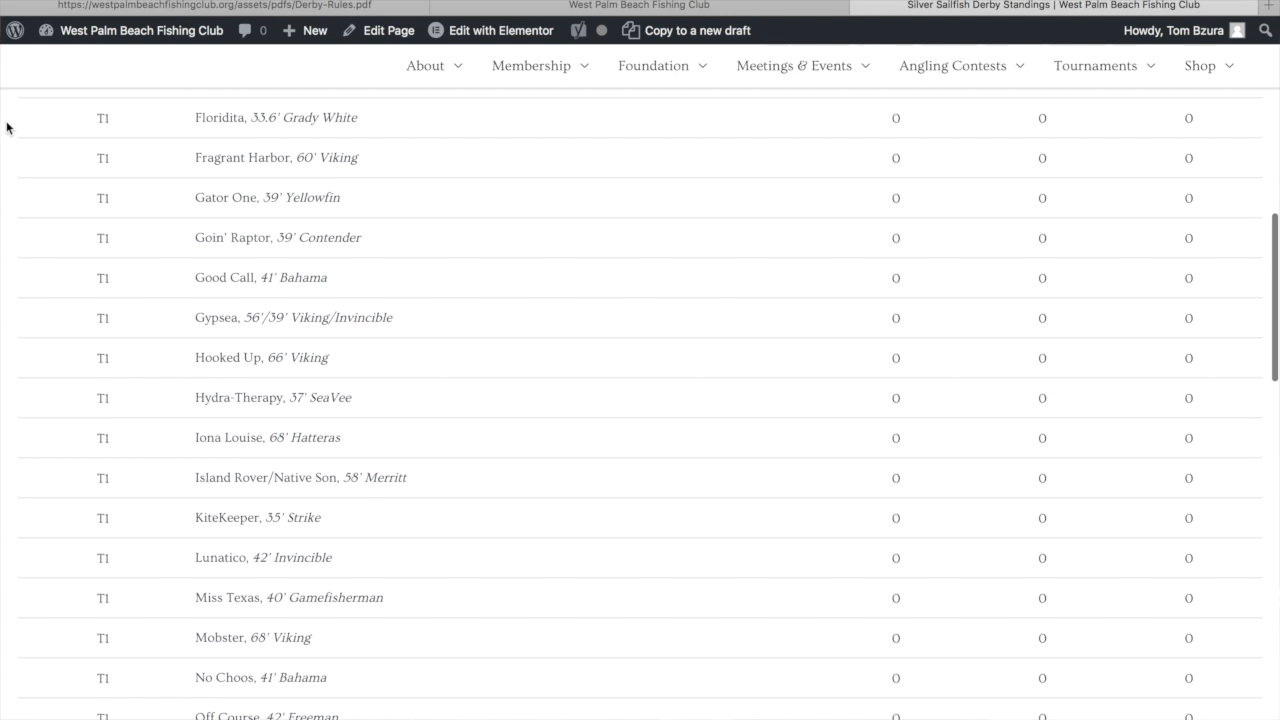 https://westpalmbeachfishingclub.org/assets/pdfs/Derby-Rules.pdf West Palm Beach Fishing Club Silver Sailfish Derby Standings | West Palm Beach Fishing Club
West Palm Beach Fishing Club 0 New Edit Page Edit with Elementor Copy to a new draft Howdy, Tom Bzura
About Membership Foundation Meetings & Events Angling Contests Tournaments Shop
T1 Floridita, 33.6' Grady White 0 0 0
T1 Fragrant Harbor, 60' Viking 0 0 0
T1 Gator One, 39' Yellowfin 0 0 0
T1 Goin' Raptor, 39' Contender 0 0 0
T1 Good Call, 41' Bahama 0 0 0
T1 Gypsea, 56'/39' Viking/Invincible 0 0 0
T1 Hooked Up, 66' Viking 0 0 0
T1 Hydra-Therapy, 37' SeaVee 0 0 0
T1 Iona Louise, 68' Hatteras 0 0 0
T1 Island Rover/Native Son, 58' Merritt 0 0 0
T1 KiteKeeper, 35' Strike 0 0 0
T1 Lunatico, 42' Invincible 0 0 0
T1 Miss Texas, 40' Gamefisherman 0 0 0
T1 Mobster, 68' Viking 0 0 0
T1 No Choos, 41' Bahama 0 0 0
T1 Off Course, 42' Freeman 0 0 0